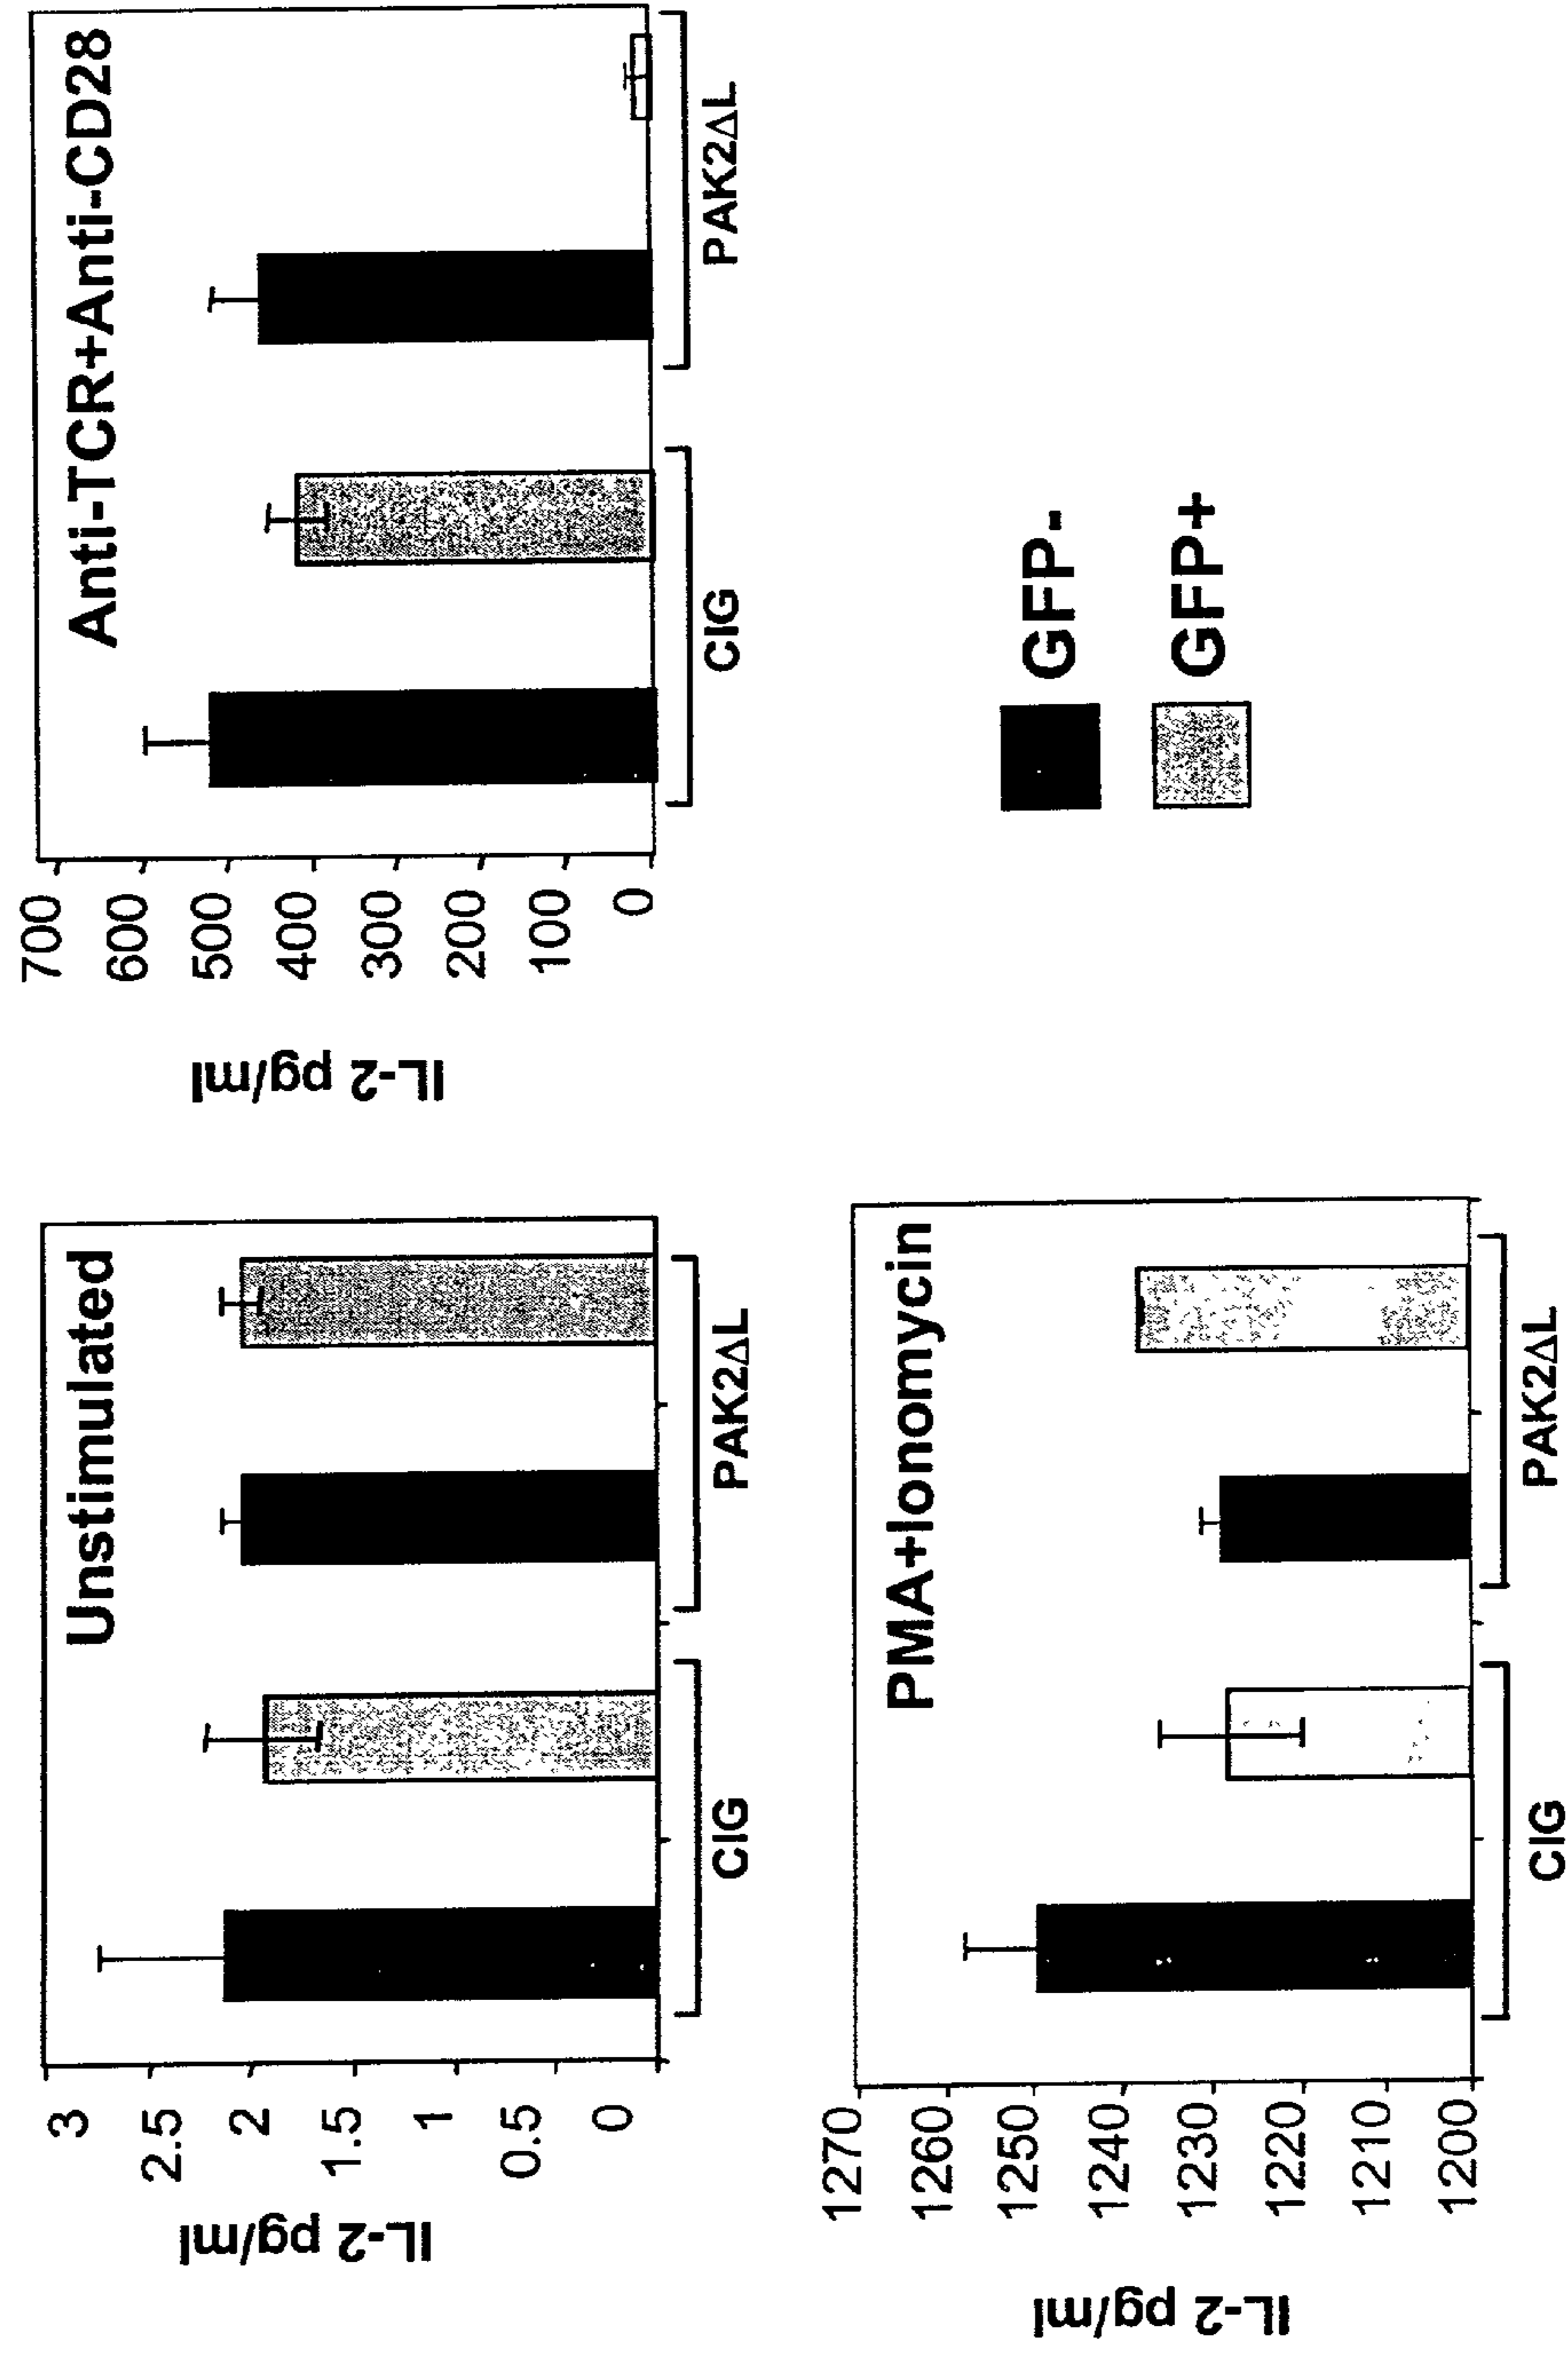 Unstimulated
IL-2 pg/ml
3
2.5
2
1.5
1
0.5
0
CIG
PAK2ΔL
Anti-TCR+Anti-CD28
IL-2 pg/ml
700
600
500
400
300
200
100
0
CIG
PAK2ΔL
PMA+Ionomycin
IL-2 pg/ml
1270
1260
1250
1240
1230
1220
1210
1200
CIG
PAK2ΔL
GFP-
GFP+